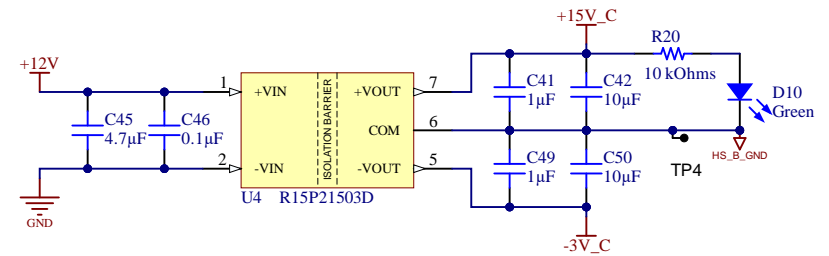 +15V_C
R20
10 kOhms
+12V
1
+VIN
ISOLATION BARRIER
+VOUT
7
C41
1µF
C42
10µF
D10
Green
C45
4.7µF
C46
0.1µF
COM
6
2
-VIN
-VOUT
5
C49
1µF
C50
10µF
TP4
HS_B_GND
U4 R15P21503D
GND
-3V_C